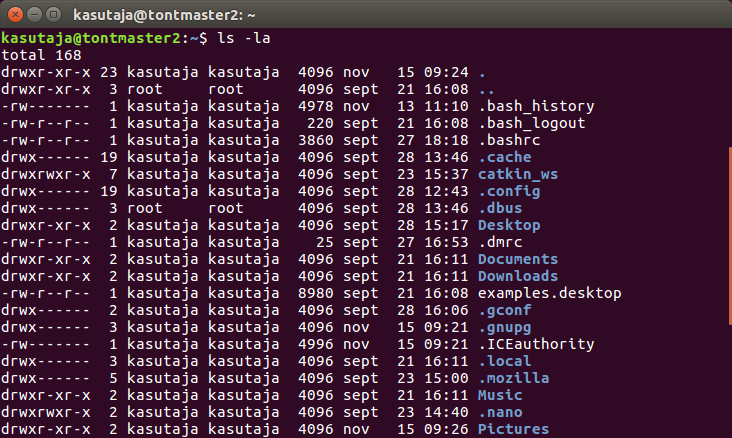 kasutaja@tontmaster2: ~
kasutaja@tontmaster2:~$ ls -la
total 168
drwxr-xr-x 23 kasutaja kasutaja  4096 nov   15 09:24 .
drwxr-xr-x  3 root     root      4096 sept  21 16:08 ..
-rw-------  1 kasutaja kasutaja  4978 nov   13 11:10 .bash_history
-rw-r--r--  1 kasutaja kasutaja   220 sept  21 16:08 .bash_logout
-rw-r--r--  1 kasutaja kasutaja  3860 sept  27 18:18 .bashrc
drwx------ 19 kasutaja kasutaja  4096 sept  28 13:46 .cache
drwxrwxr-x  7 kasutaja kasutaja  4096 sept  23 15:37 catkin_ws
drwx------ 19 kasutaja kasutaja  4096 sept  28 12:43 .config
drwx------  3 root     root      4096 sept  28 13:46 .dbus
drwxr-xr-x  2 kasutaja kasutaja  4096 sept  28 15:17 Desktop
-rw-r--r--  1 kasutaja kasutaja    25 sept  27 16:53 .dmrc
drwxr-xr-x  2 kasutaja kasutaja  4096 sept  21 16:11 Documents
drwxr-xr-x  2 kasutaja kasutaja  4096 sept  21 16:11 Downloads
-rw-r--r--  1 kasutaja kasutaja  8980 sept  21 16:08 examples.desktop
drwx------  2 kasutaja kasutaja  4096 sept  28 16:06 .gconf
drwx------  3 kasutaja kasutaja  4096 nov   15 09:21 .gnupg
-rw-------  1 kasutaja kasutaja  4996 nov   15 09:21 .ICEauthority
drwx------  3 kasutaja kasutaja  4096 sept  21 16:11 .local
drwx------  5 kasutaja kasutaja  4096 sept  23 15:00 .mozilla
drwxr-xr-x  2 kasutaja kasutaja  4096 sept  21 16:11 Music
drwxrwxr-x  2 kasutaja kasutaja  4096 sept  23 14:40 .nano
drwxr-xr-x  2 kasutaja kasutaja  4096 nov   15 09:26 Pictures